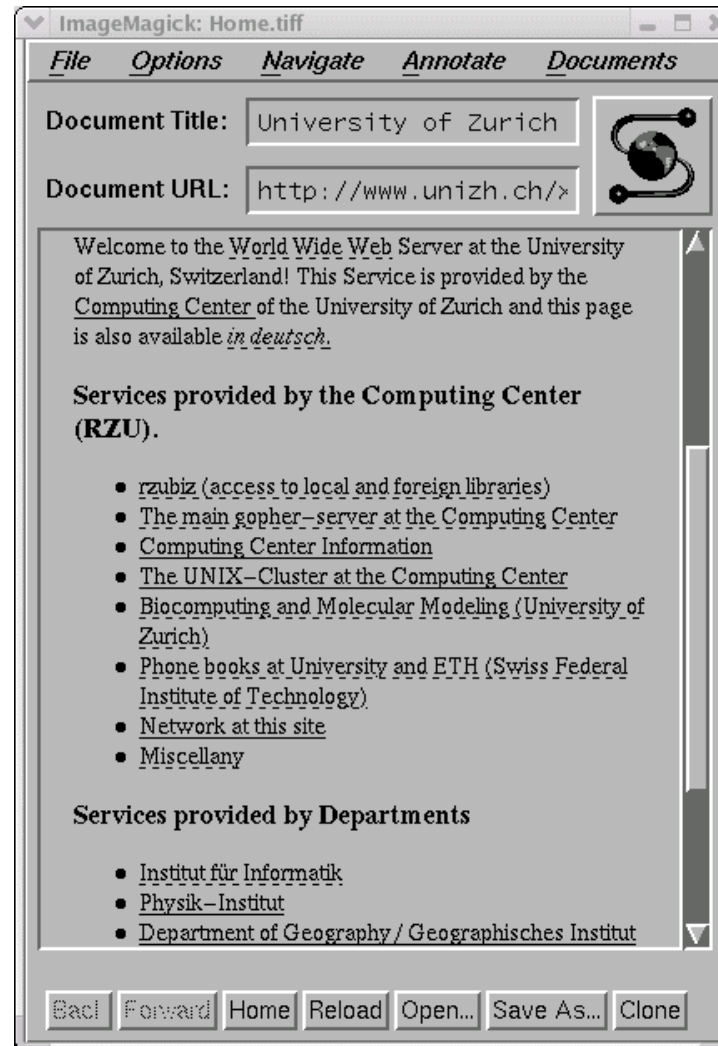 ImageMagick: Home.tiff
File Options Navigate Annotate Documents
Document Title: University of Zurich
Document URL: http://www.unizh.ch/x
Welcome to the World Wide Web Server at the University
of Zurich, Switzerland! This Service is provided by the
Computing Center of the University of Zurich and this page
is also available in deutsch.
Services provided by the Computing Center
(RZU).
rzubiz (access to local and foreign libraries)
The main gopher-server at the Computing Center
Computing Center Information
The UNIX-Cluster at the Computing Center
Biocomputing and Molecular Modeling (University of
Zurich)
Phone books at University and ETH (Swiss Federal
Institute of Technology)
Network at this site
Miscellany
Services provided by Departments
Institut für Informatik
Physik-Institut
Department of Geography / Geographisches Institut
Back Forward Home Reload Open... Save As... Clone